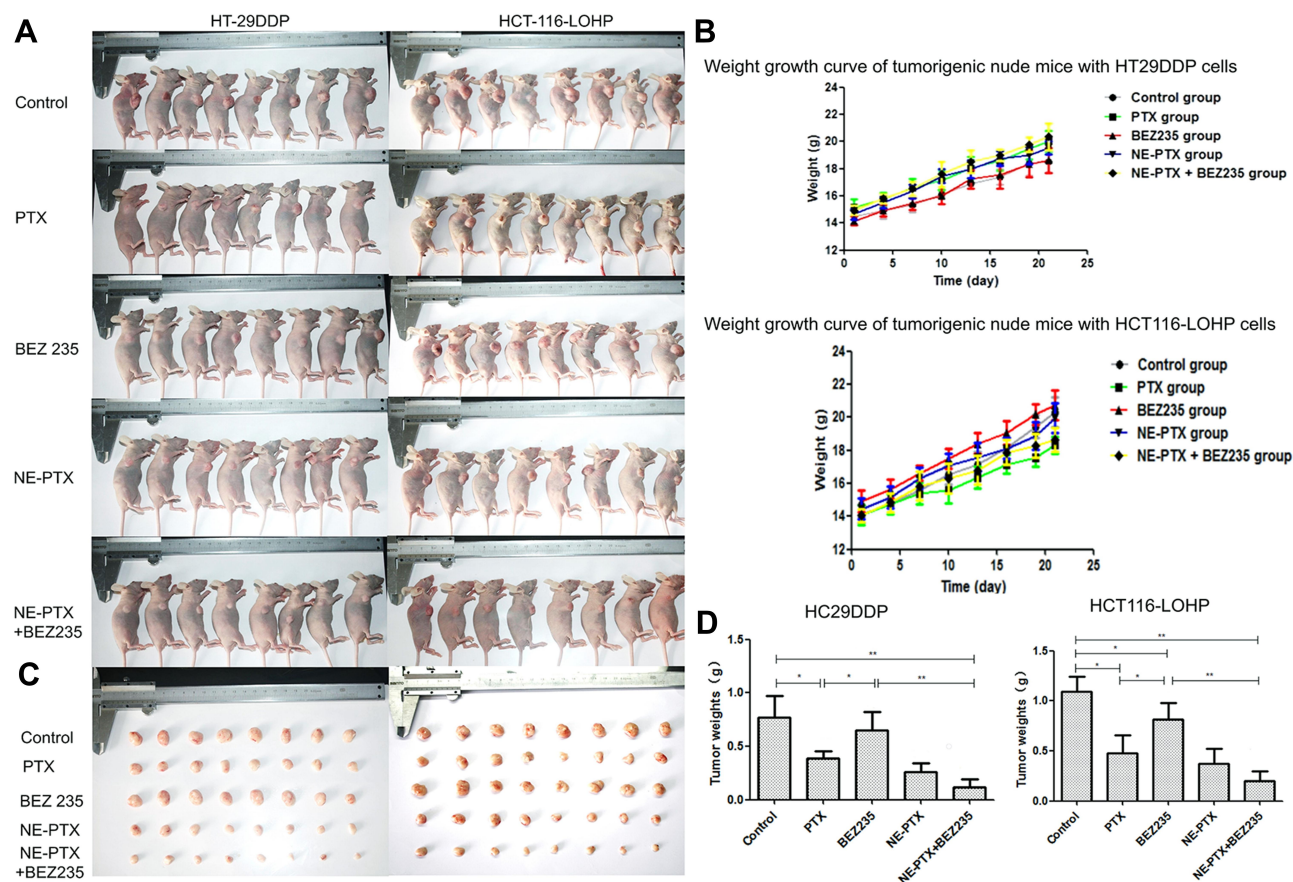 A
HT-29DDP
HCT-116-LOHP
Control
PTX
BEZ 235
NE-PTX
NE-PTX
+BEZ235
B
Weight growth curve of tumorigenic nude mice with HT29DDP cells
24
22
20
18
16
14
12
Weight (g)
0
5
10
15
20
25
Time (day)
Control group
PTX group
BEZ235 group
NE-PTX group
NE-PTX + BEZ235 group
Weight growth curve of tumorigenic nude mice with HCT116-LOHP cells
24
22
20
18
16
14
12
Weight (g)
0
5
10
15
20
25
Time (day)
Control group
PTX group
BEZ235 group
NE-PTX group
NE-PTX + BEZ235 group
C
Control
PTX
BEZ 235
NE-PTX
NE-PTX
+BEZ235
D
HC29DDP
1.5
1.0
0.5
0.0
Tumor weights (g)
**
*
*
**
Control
PTX
BEZ235
NE-PTX
NE-PTX+BEZ235
HCT116-LOHP
1.5
1.0
0.5
0.0
Tumor weights (g)
**
*
*
*
**
Control
PTX
BEZ235
NE-PTX
NE-PTX+BEZ235